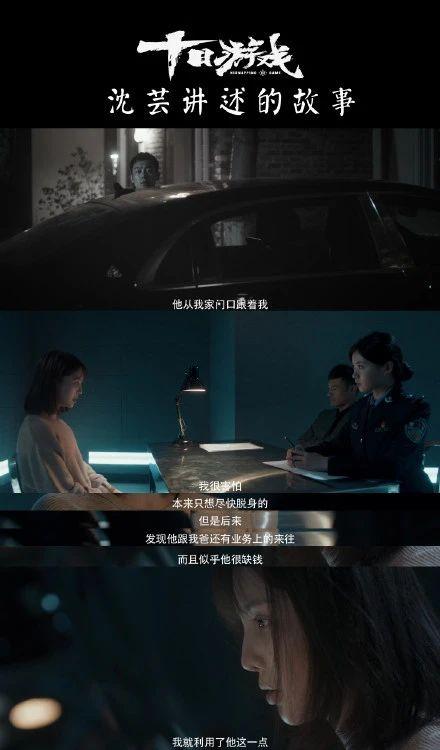 十日游戏
KIDNAPPING GAME
沈芸讲述的故事
他从我家门口跟着我
我很害怕
本来只想尽快脱身的
但是后来
发现他跟我爸还有业务上的来往
而且似乎他很缺钱
我就利用了他这一点